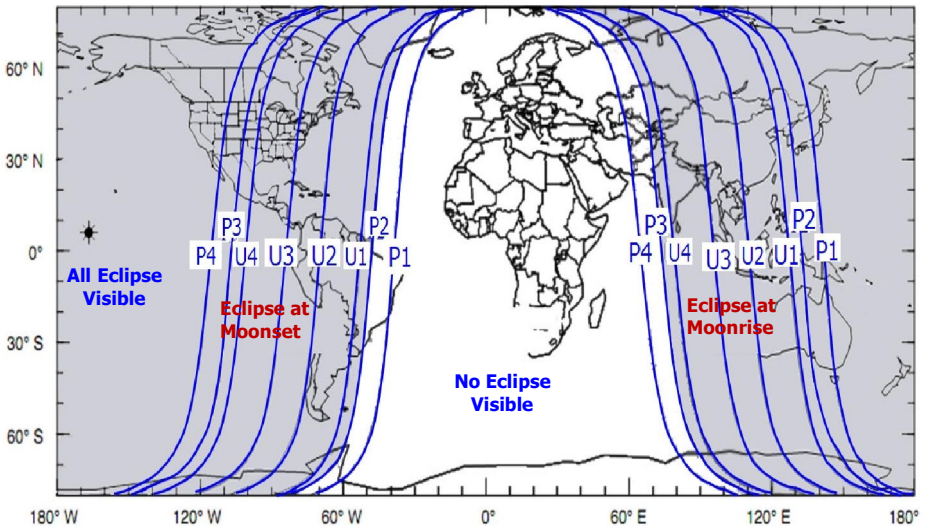 60° N
30° N
0°
30° S
60° S
P4
P3
U4
U3
U2
U1
P2
P1
P4
P3
U4
U3
U2
U1
P2
P1
All Eclipse
Visible
Eclipse at
Moonset
Eclipse at
Moonrise
No Eclipse
Visible
180° W
120° W
60° W
0°
60° E
120° E
180° E